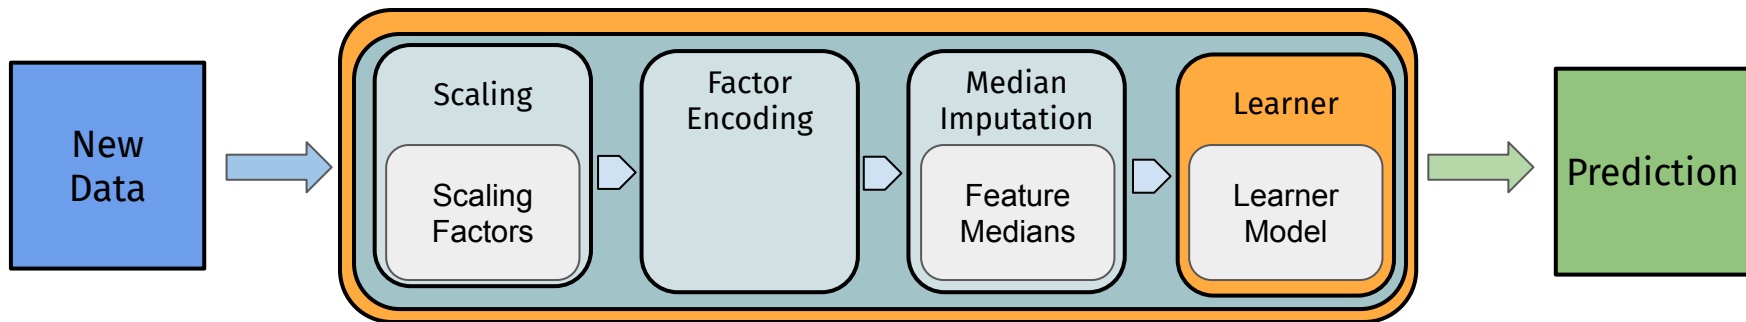 New
Data
Scaling
Scaling
Factors
Factor
Encoding
Median
Imputation
Feature
Medians
Learner
Learner
Model
Prediction